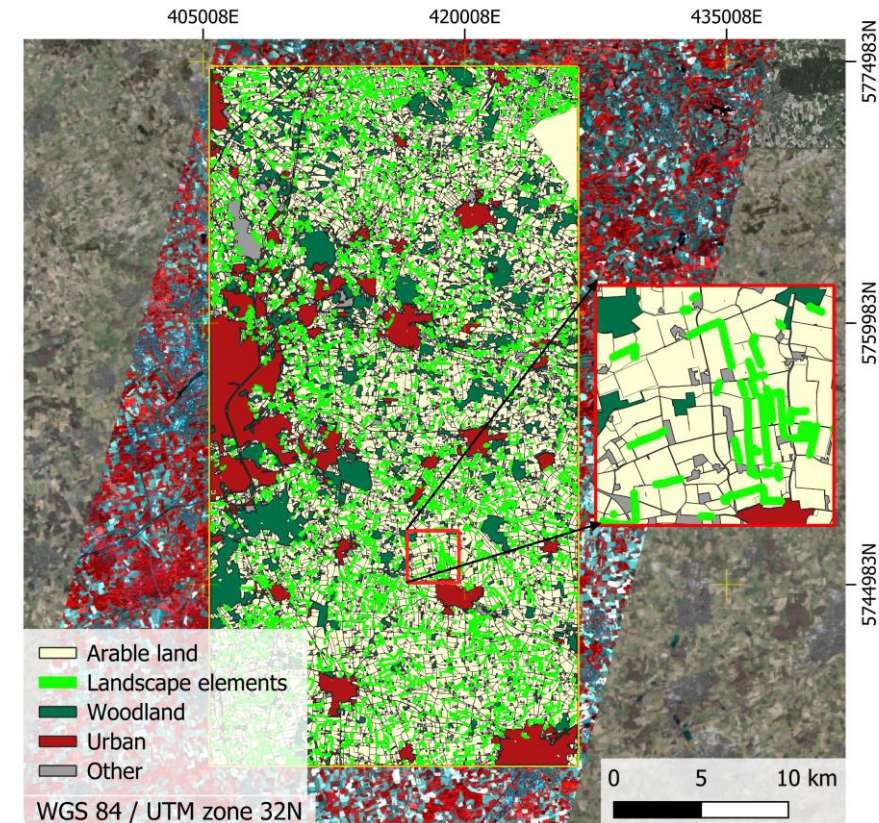 405008E 420008E 435008E
5774983N
5759983N
5744983N
Arable land
Landscape elements
Woodland
Urban
Other
WGS 84 / UTM zone 32N
0 5 10 km